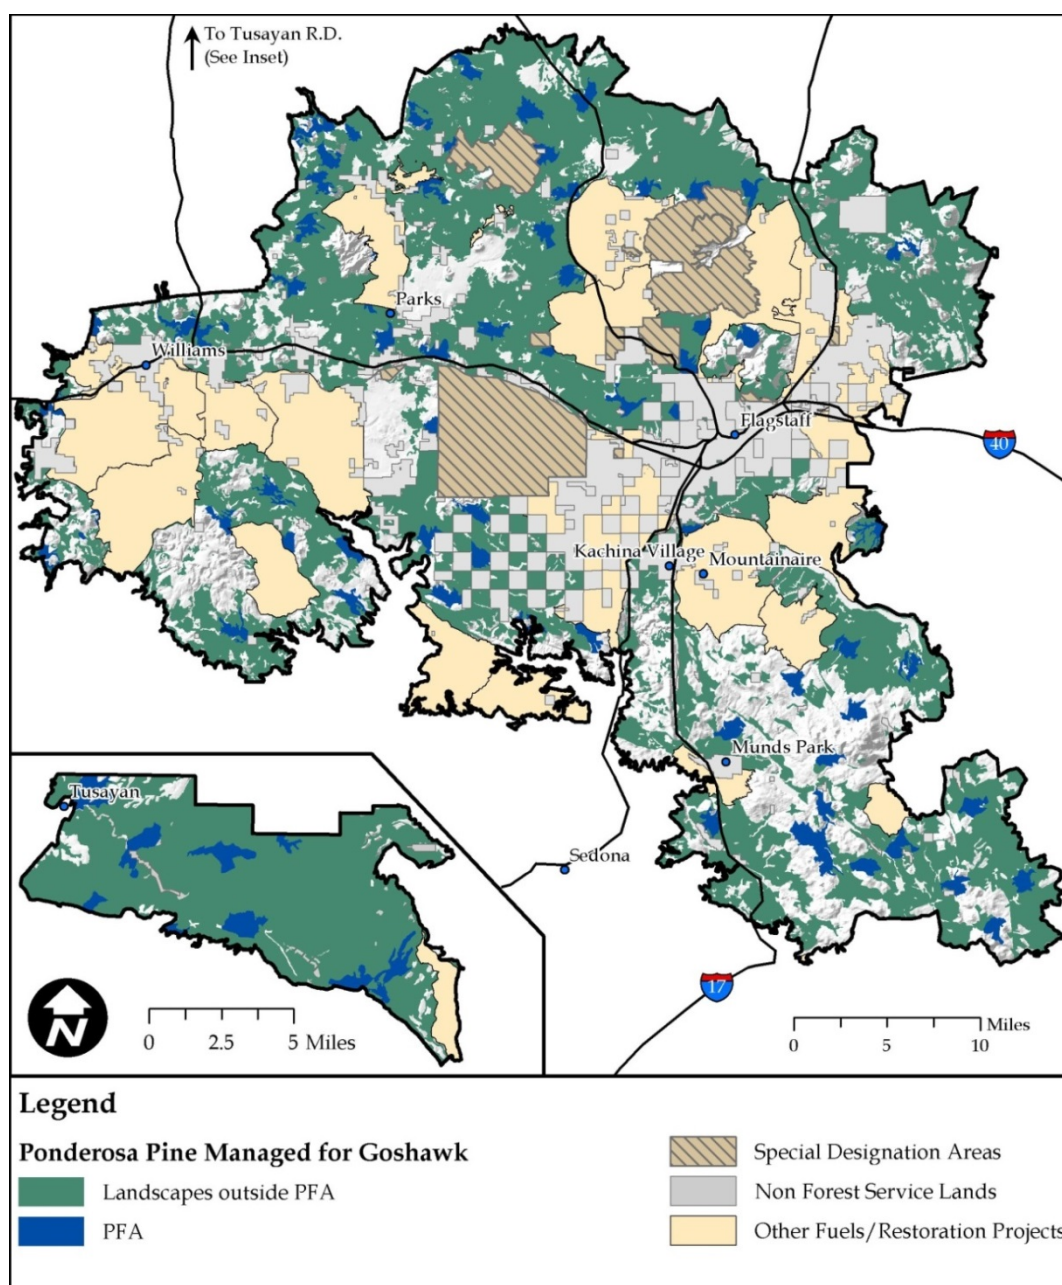 To Tusayan R.D.
(See Inset)
Parks
Williams
Flagstaff
40
Kachina Village
Mountainaire
Munds Park
Tusayan
Sedona
17
N
0 2.5 5 Miles
Miles
0 5 10
Legend
Ponderosa Pine Managed for Goshawk
Landscapes outside PFA
PFA
Special Designation Areas
Non Forest Service Lands
Other Fuels/Restoration Projects